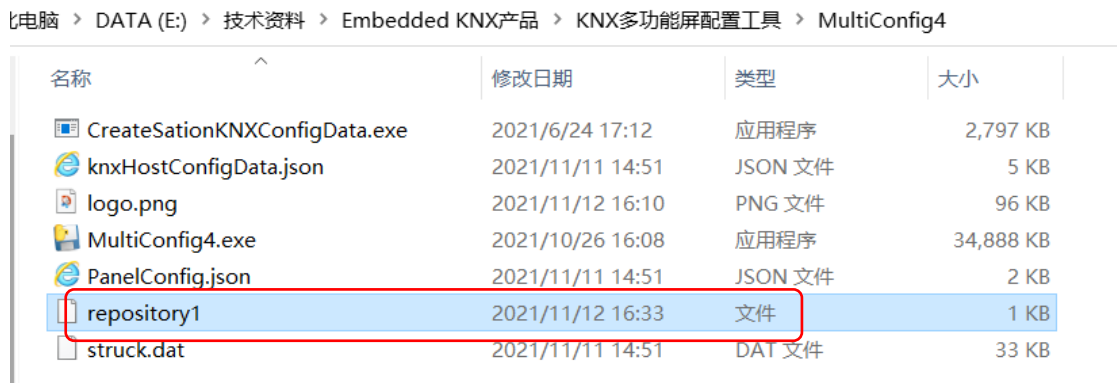 此电脑 > DATA (E:) > 技术资料 > Embedded KNX产品 > KNX多功能屏配置工具 > MultiConfig4
名称 修改日期 类型 大小
CreateSationKNXConfigData.exe 2021/6/24 17:12 应用程序 2,797 KB
knxHostConfigData.json 2021/11/11 14:51 JSON 文件 5 KB
logo.png 2021/11/12 16:10 PNG 文件 96 KB
MultiConfig4.exe 2021/10/26 16:08 应用程序 34,888 KB
PanelConfig.json 2021/11/11 14:51 JSON 文件 2 KB
repository1 2021/11/12 16:33 文件 1 KB
struck.dat 2021/11/11 14:51 DAT 文件 33 KB